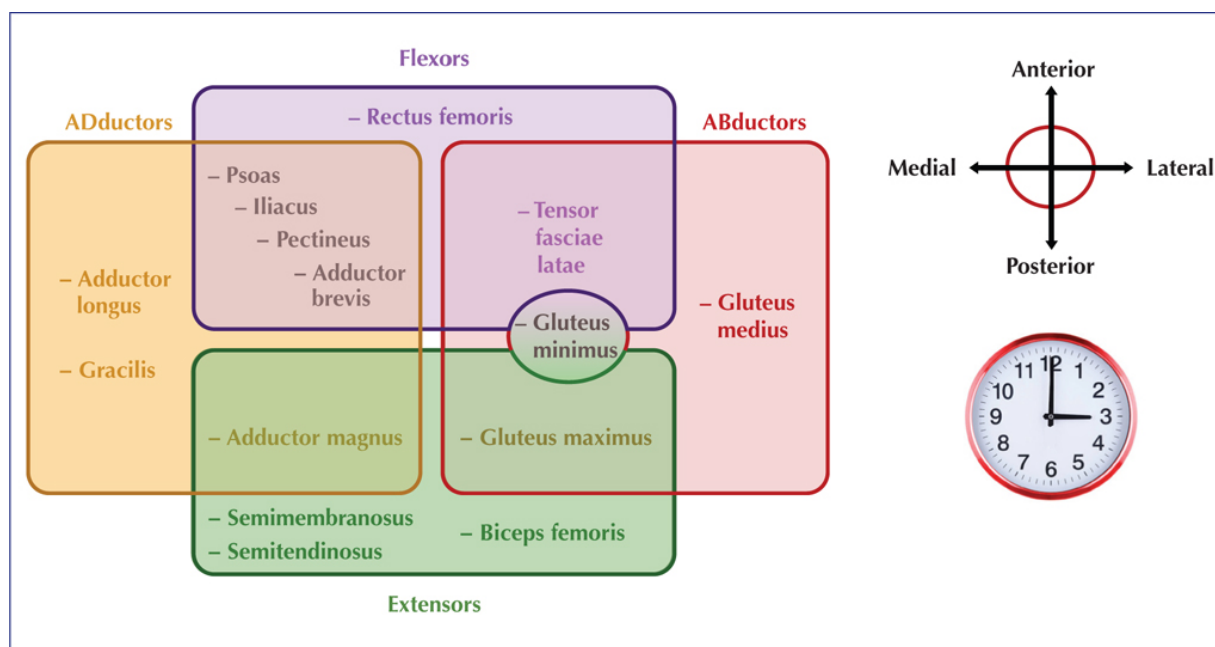 Flexors
ADductors
ABductors
– Rectus femoris
– Psoas
– Iliacus
– Pectineus
– Adductor
brevis
– Tensor
fasciae
latae
– Adductor
longus
– Gracilis
– Gluteus
medius
– Gluteus
minimus
– Adductor magnus
– Gluteus maximus
– Semimembranosus
– Semitendinosus
– Biceps femoris
Extensors
Anterior
Medial
Lateral
Posterior
12
1
2
3
4
5
6
7
8
9
10
11